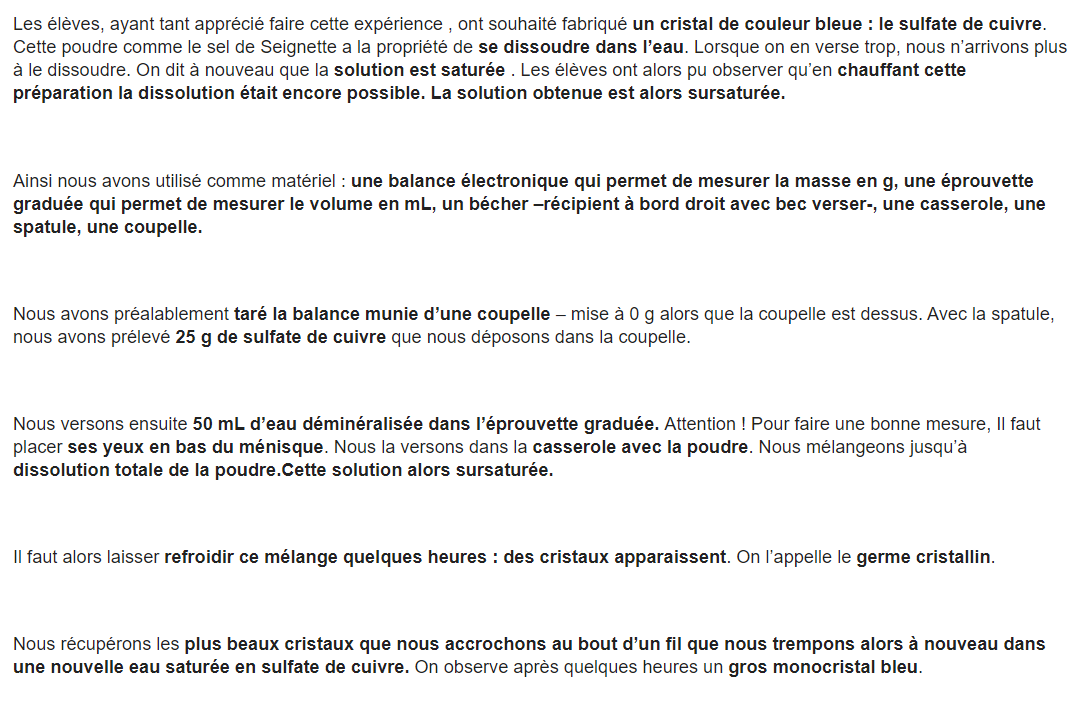 Les élèves, ayant tant apprécié faire cette expérience , ont souhaité fabriqué un cristal de couleur bleue : le sulfate de cuivre.
Cette poudre comme le sel de Seignette a la propriété de se dissoudre dans l’eau. Lorsque on en verse trop, nous n’arrivons plus
à le dissoudre. On dit à nouveau que la solution est saturée . Les élèves ont alors pu observer qu’en chauffant cette
préparation la dissolution était encore possible. La solution obtenue est alors sursaturée.
Ainsi nous avons utilisé comme matériel : une balance électronique qui permet de mesurer la masse en g, une éprouvette
graduée qui permet de mesurer le volume en mL, un bécher –récipient à bord droit avec bec verser-, une casserole, une
spatule, une coupelle.
Nous avons préalablement taré la balance munie d’une coupelle – mise à 0 g alors que la coupelle est dessus. Avec la spatule,
nous avons prélevé 25 g de sulfate de cuivre que nous déposons dans la coupelle.
Nous versons ensuite 50 mL d’eau déminéralisée dans l’éprouvette graduée. Attention ! Pour faire une bonne mesure, Il faut
placer ses yeux en bas du ménisque. Nous la versons dans la casserole avec la poudre. Nous mélangeons jusqu’à
dissolution totale de la poudre.Cette solution alors sursaturée.
Il faut alors laisser refroidir ce mélange quelques heures : des cristaux apparaissent. On l’appelle le germe cristallin.
Nous récupérons les plus beaux cristaux que nous accrochons au bout d’un fil que nous trempons alors à nouveau dans
une nouvelle eau saturée en sulfate de cuivre. On observe après quelques heures un gros monocristal bleu.